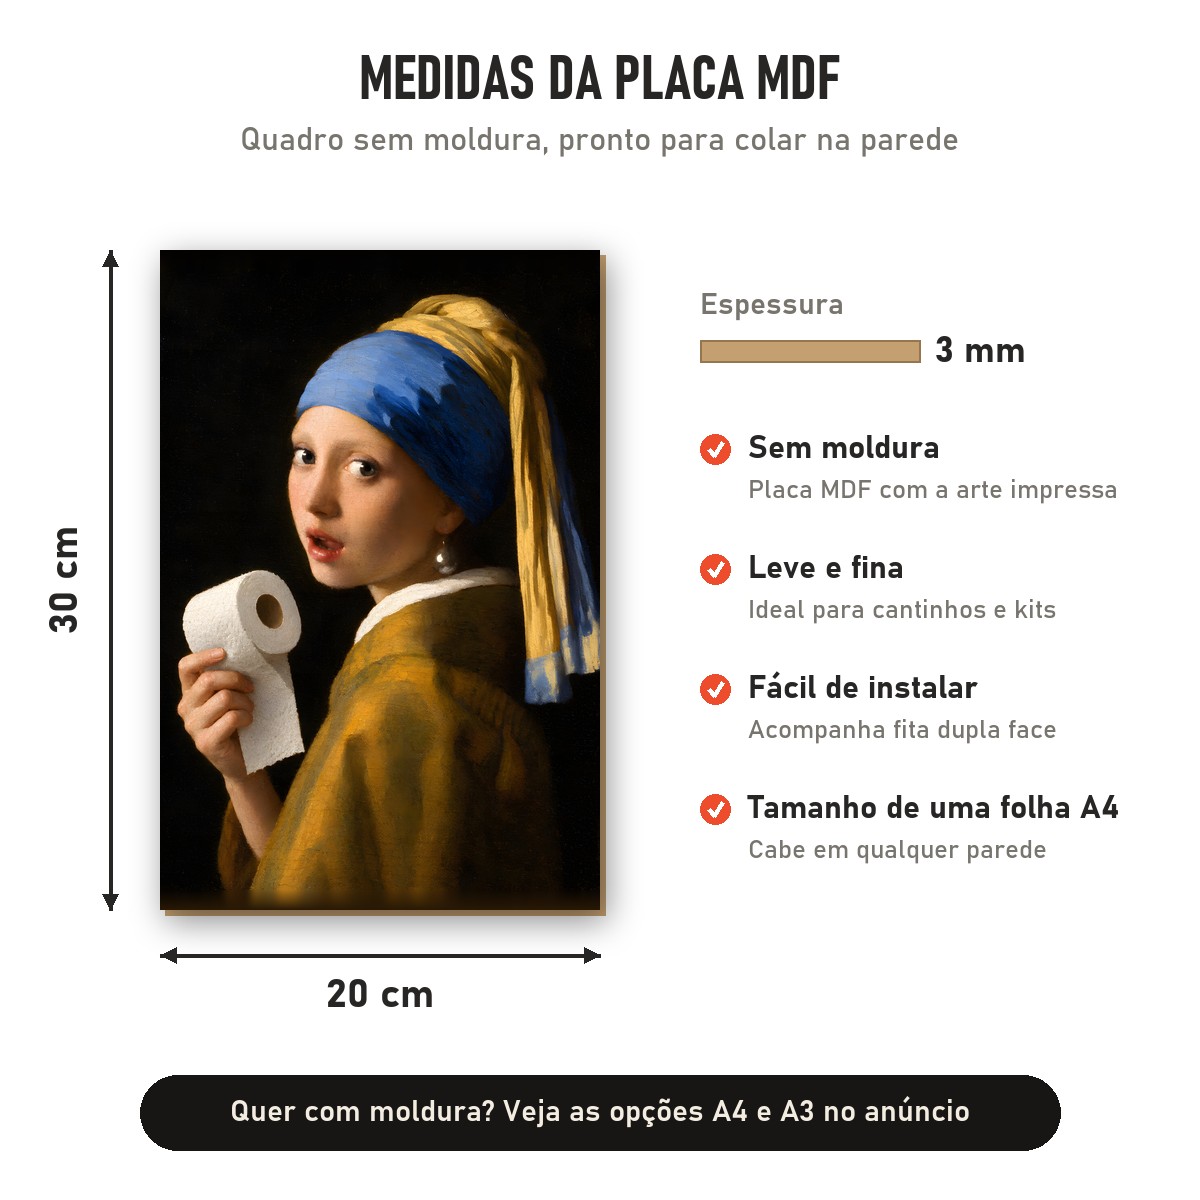 MEDIDAS DA PLACA MDF
Quadro sem moldura, pronto para colar na parede
30 cm
20 cm
Espessura
3 mm
Sem moldura
Placa MDF com a arte impressa
Leve e fina
Ideal para cantinhos e kits
Fácil de instalar
Acompanha fita dupla face
Tamanho de uma folha A4
Cabe em qualquer parede
Quer com moldura? Veja as opções A4 e A3 no anúncio